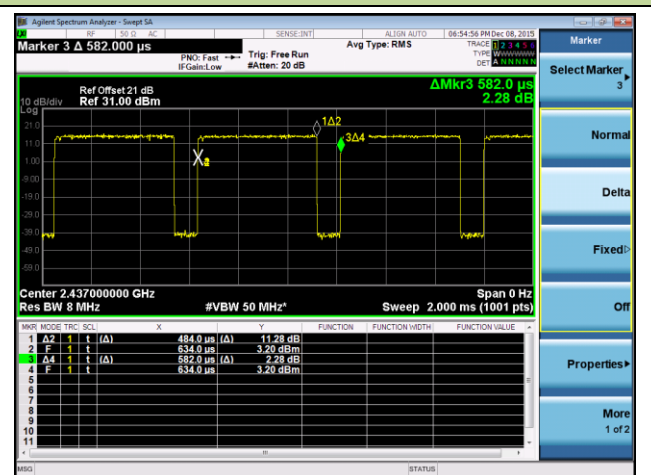 Agilent Spectrum Analyzer - Swept SA
RF 50 Ω AC SENSE:INT ALIGN AUTO 06:54:56 PM Dec 08, 2015
Marker 3 Δ 582.000 µs
PNO: Fast Trig: Free Run Avg Type: RMS TRACE 1 2 3 4 5 6
IFGain:Low #Atten: 20 dB TYPE WWWWWW
DET A N N N N N
ΔMkr3 582.0 µs
2.28 dB
Ref Offset 21 dB
10 dB/div Ref 31.00 dBm
Log
21.0
11.0
1.00
-9.00
-19.0
-29.0
-39.0
-49.0
-59.0
1Δ2
3Δ4
Center 2.437000000 GHz Span 0 Hz
Res BW 8 MHz #VBW 50 MHz* Sweep 2.000 ms (1001 pts)
MKR MODE TRC SCL X Y FUNCTION FUNCTION WIDTH FUNCTION VALUE
1 Δ2 1 t (Δ) 484.0 µs (Δ) 11.28 dB
2 F 1 t 634.0 µs 3.20 dBm
3 Δ4 1 t (Δ) 582.0 µs (Δ) 2.28 dB
4 F 1 t 634.0 µs 3.20 dBm
5
6
7
8
9
10
11
MSG STATUS
Marker
Select Marker
3
Normal
Delta
Fixed
Off
Properties
More
1 of 2